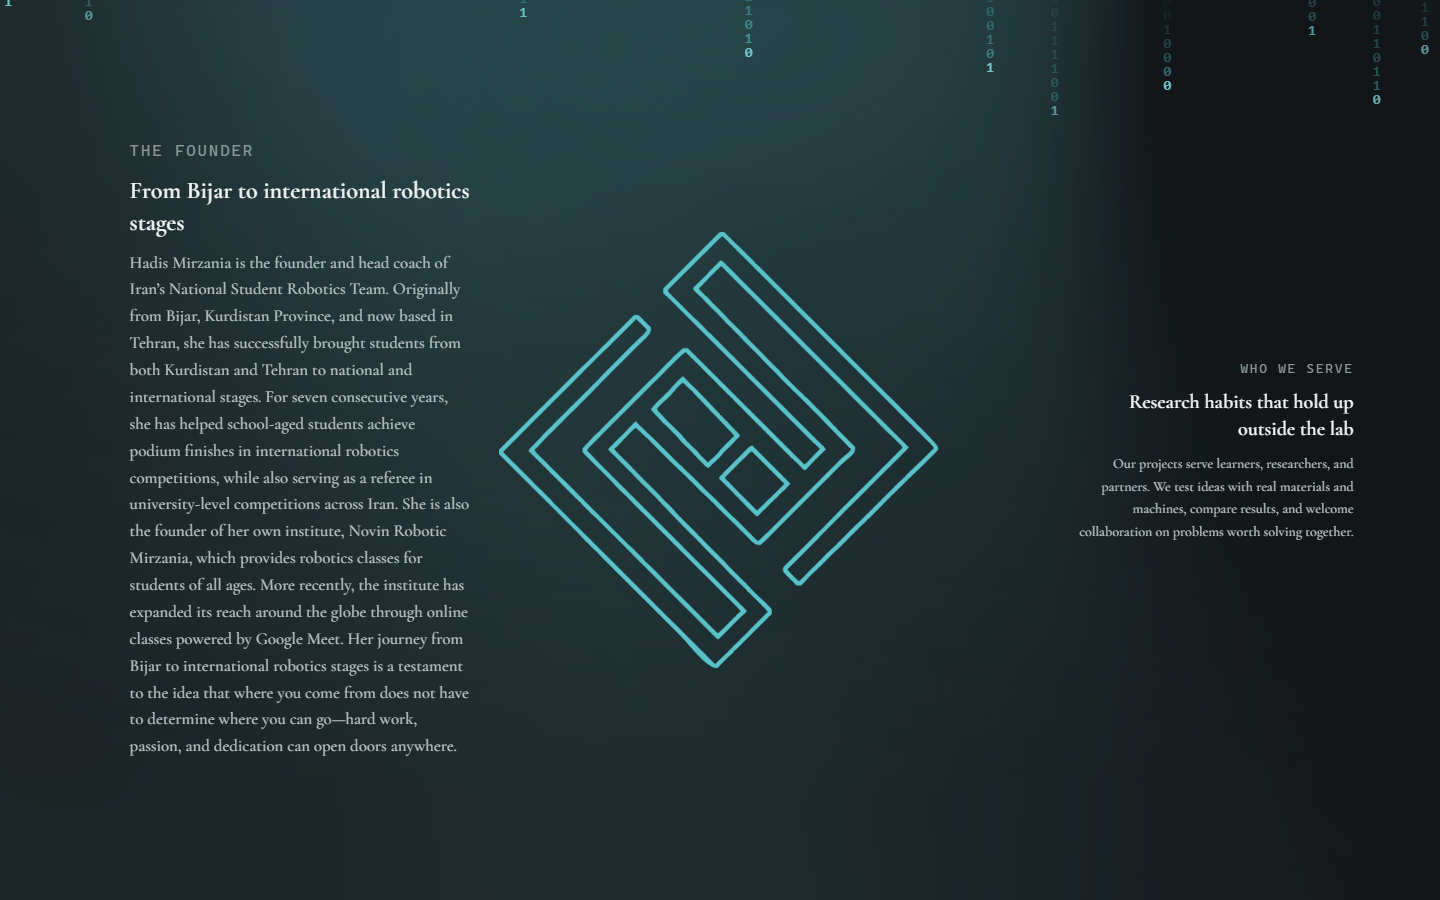 THE FOUNDER
From Bijar to international robotics
stages
Hadis Mirzania is the founder and head coach of
Iran’s National Student Robotics Team. Originally
from Bijar, Kurdistan Province, and now based in
Tehran, she has successfully brought students from
both Kurdistan and Tehran to national and
international stages. For seven consecutive years,
she has helped school-aged students achieve
podium finishes in international robotics
competitions, while also serving as a referee in
university-level competitions across Iran. She is also
the founder of her own institute, Novin Robotic
Mirzania, which provides robotics classes for
students of all ages. More recently, the institute has
expanded its reach around the globe through online
classes powered by Google Meet. Her journey from
Bijar to international robotics stages is a testament
to the idea that where you come from does not have
to determine where you can go—hard work,
passion, and dedication can open doors anywhere.
WHO WE SERVE
Research habits that hold up
outside the lab
Our projects serve learners, researchers, and
partners. We test ideas with real materials and
machines, compare results, and welcome
collaboration on problems worth solving together.